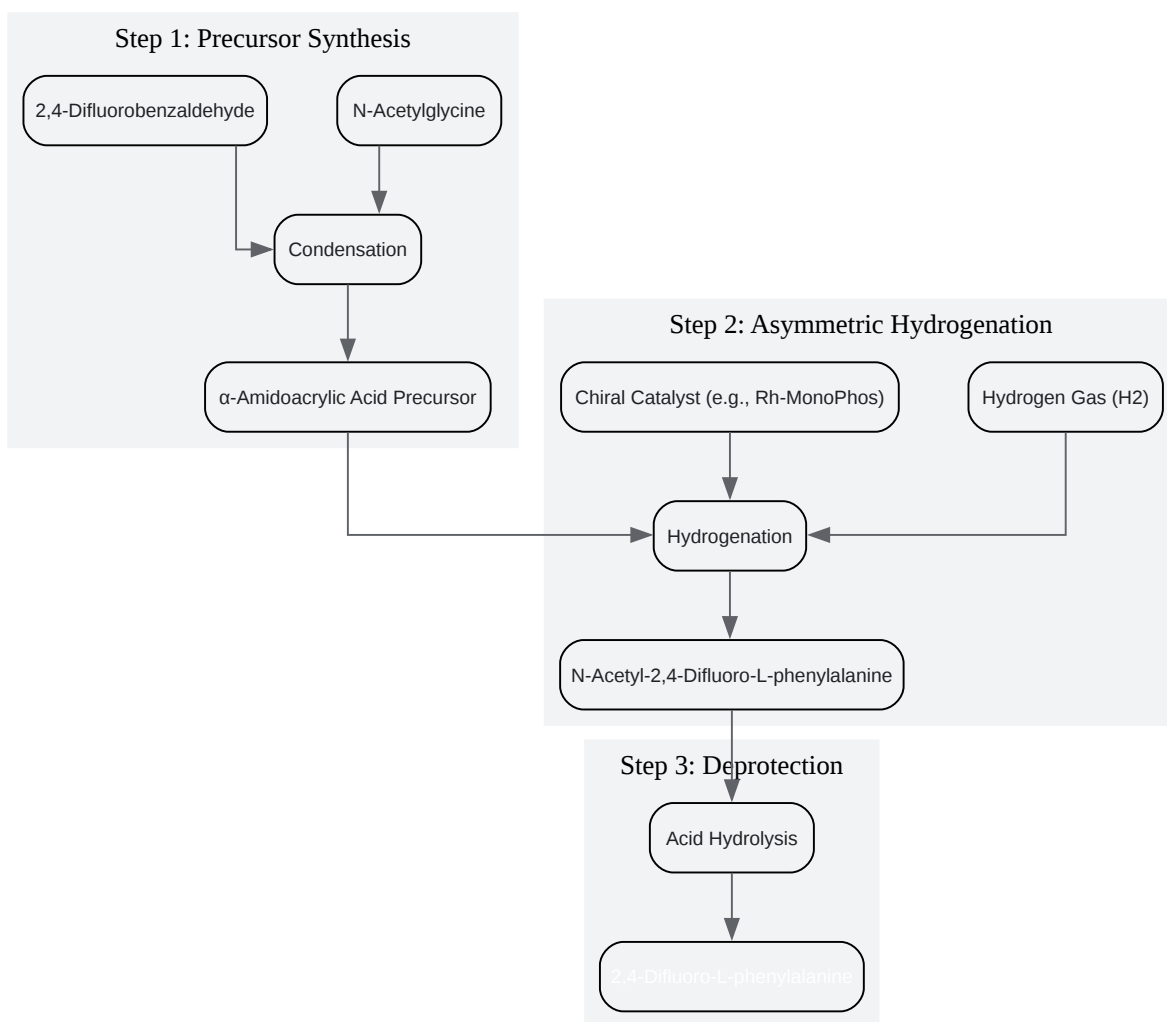 Step 1: Precursor Synthesis
2,4-Difluorobenzaldehyde
N-Acetylglycine
Condensation
α-Amidoacrylic Acid Precursor
Step 2: Asymmetric Hydrogenation
Chiral Catalyst (e.g., Rh-MonoPhos)
Hydrogen Gas (H2)
Hydrogenation
N-Acetyl-2,4-Difluoro-L-phenylalanine
Step 3: Deprotection
Acid Hydrolysis
2,4-Difluoro-L-phenylalanine